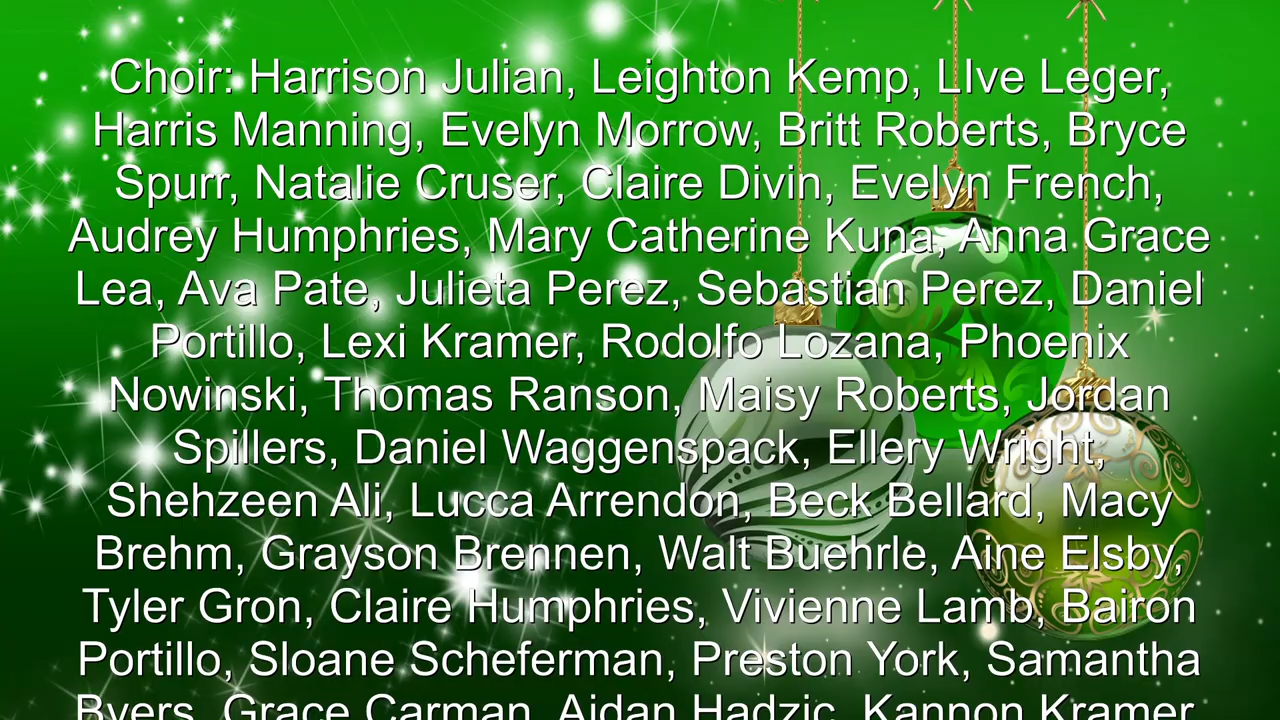 Choir: Harrison Julian, Leighton Kemp, LIve Leger,
Harris Manning, Evelyn Morrow, Britt Roberts, Bryce
Spurr, Natalie Cruser, Claire Divin, Evelyn French,
Audrey Humphries, Mary Catherine Kuna, Anna Grace
Lea, Ava Pate, Julieta Perez, Sebastian Perez, Daniel
Portillo, Lexi Kramer, Rodolfo Lozana, Phoenix
Nowinski, Thomas Ranson, Maisy Roberts, Jordan
Spillers, Daniel Waggenspack, Ellery Wright,
Shehzeen Ali, Lucca Arrendon, Beck Bellard, Macy
Brehm, Grayson Brennen, Walt Buehrle, Aine Elsby,
Tyler Gron, Claire Humphries, Vivienne Lamb, Bairon
Portillo, Sloane Scheferman, Preston York, Samantha
Byers, Grace Carman, Aidan Hadzic, Kannon Kramer